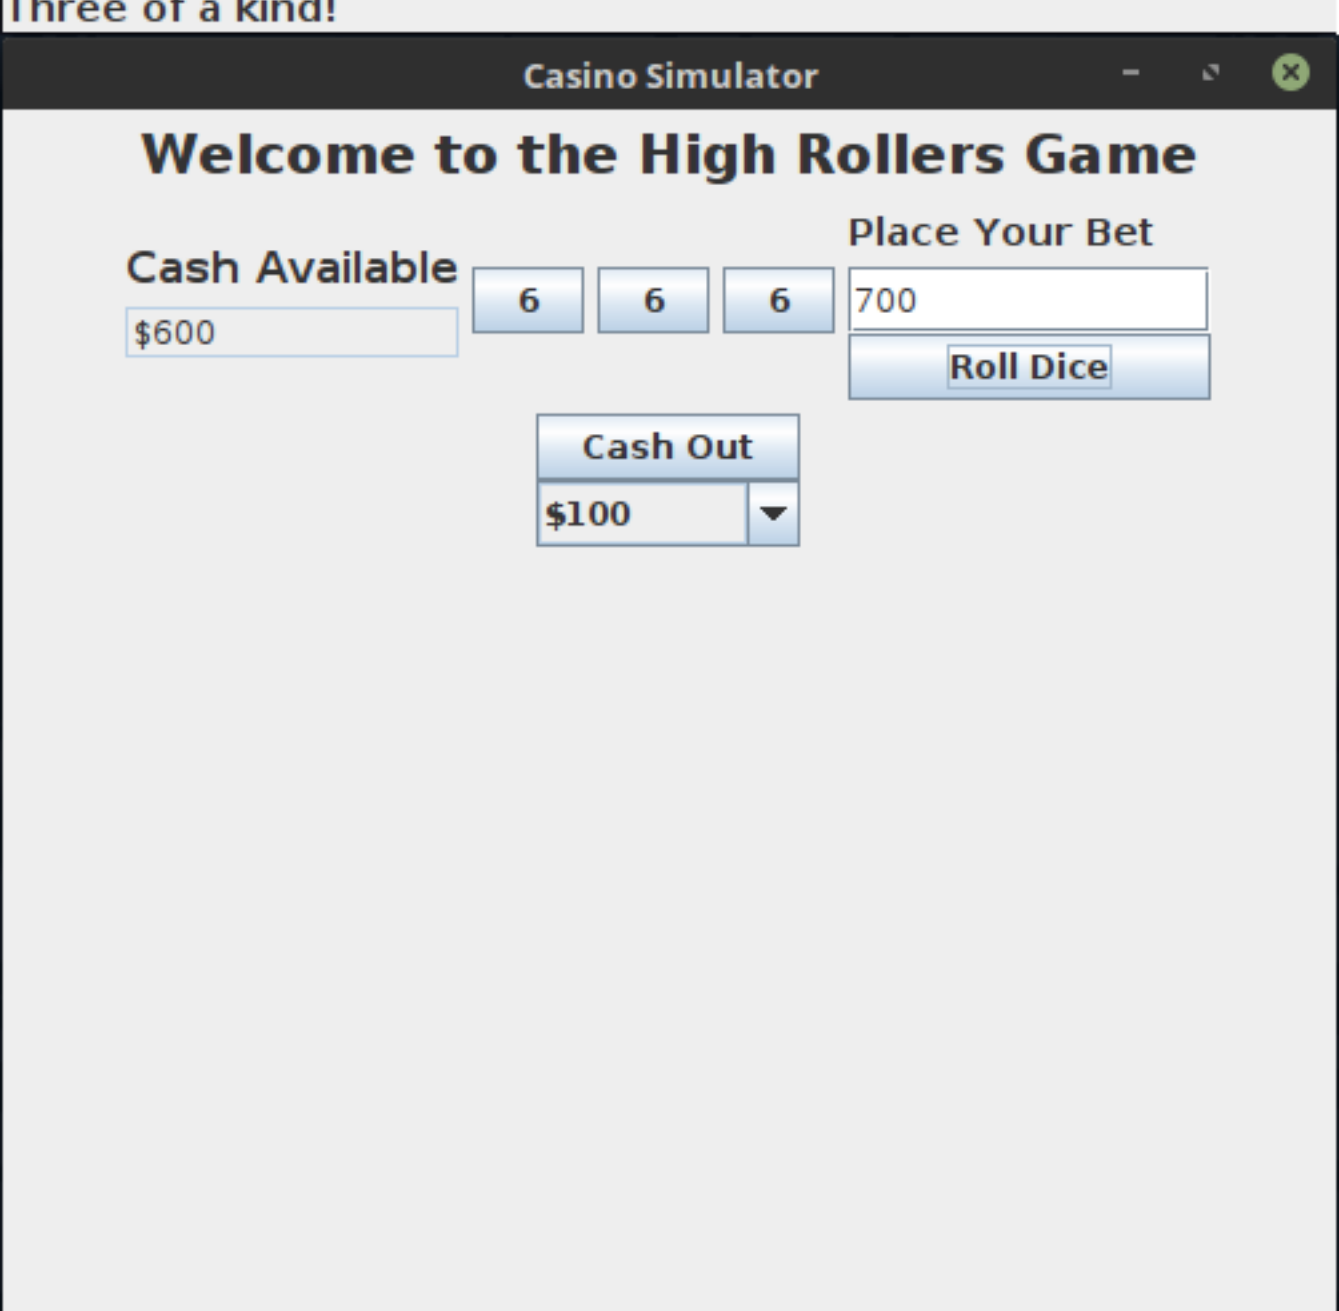 Three of a kind!
Casino Simulator
Welcome to the High Rollers Game
Cash Available
$600
6 6 6
Place Your Bet
700
Roll Dice
Cash Out
$100